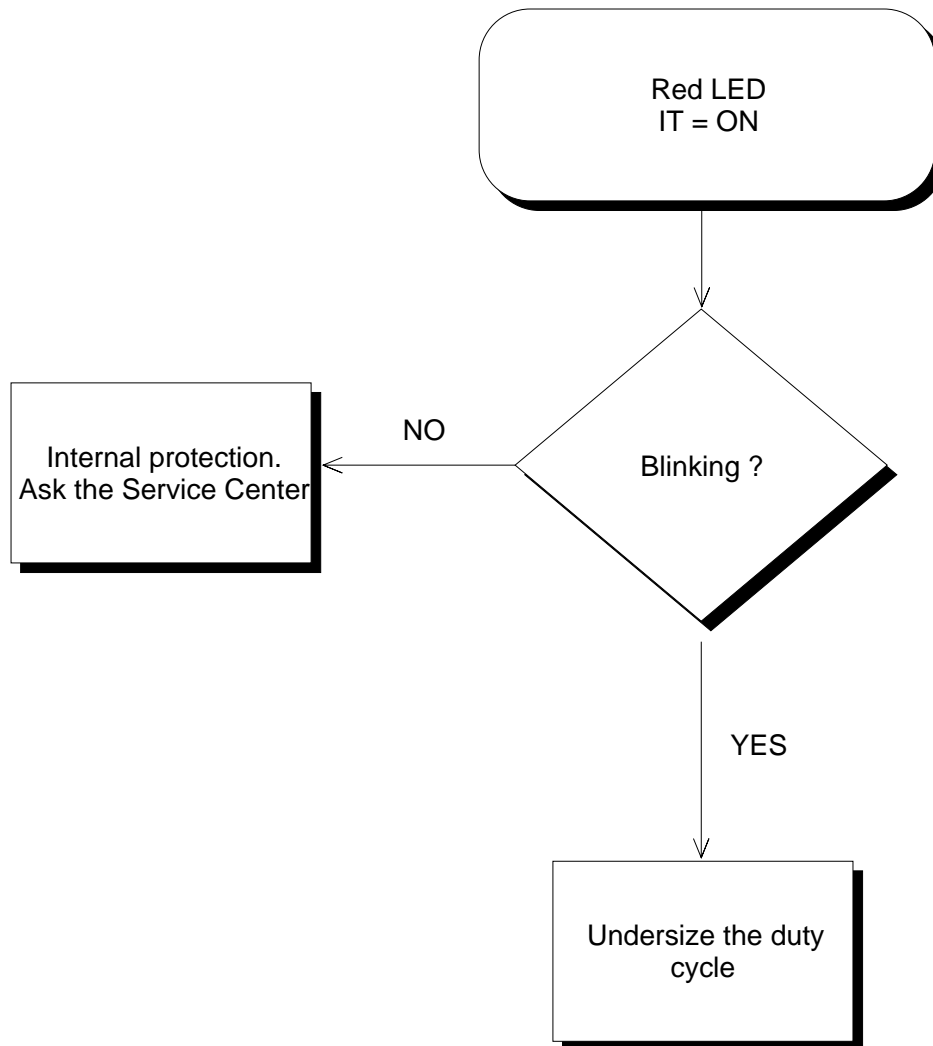 Red LED
IT = ON
Blinking ?
NO
Internal protection.
Ask the Service Center
YES
Undersize the duty
cycle